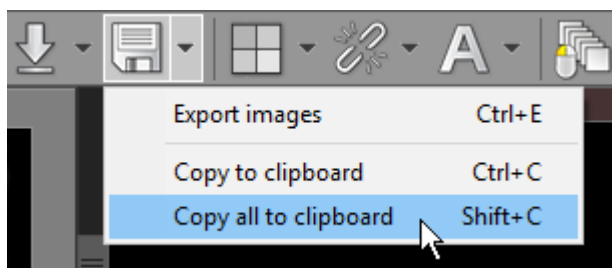 A
Export images Ctrl+E
Copy to clipboard Ctrl+C
Copy all to clipboard Shift+C